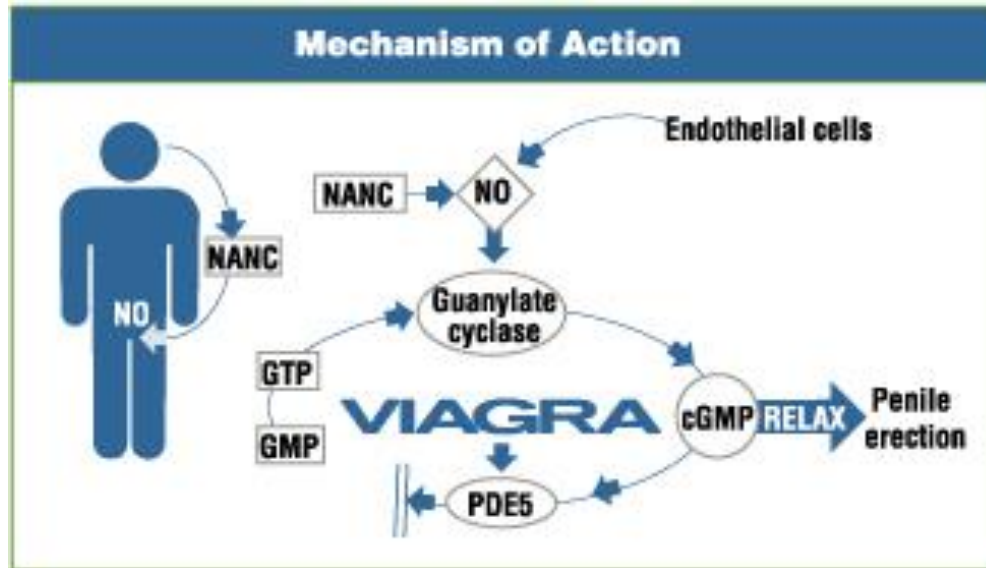 Mechanism of Action
Endothelial cells
NANC
NO
NANC
NO
Guanylate
cyclase
GTP
GMP
VIAGRA
cGMP
RELAX
Penile
erection
PDE5